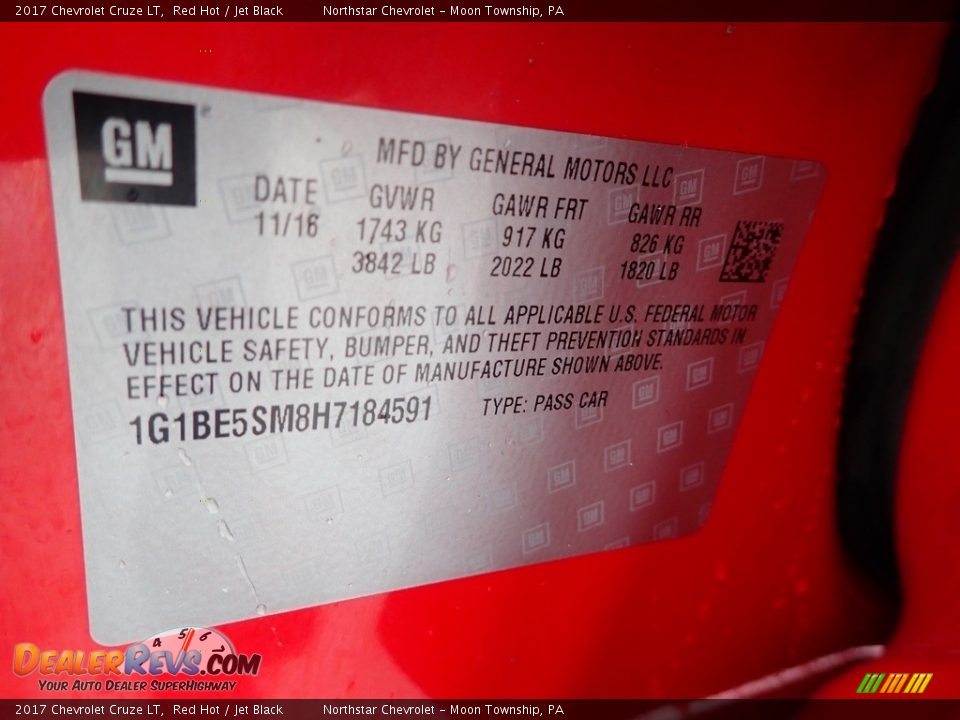 2017 Chevrolet Cruze LT,  Red Hot / Jet Black          Northstar Chevrolet – Moon Township, PA
GM
MFD BY GENERAL MOTORS LLC
DATE GVWR GAWR FRT GAWR RR
11/16 1743 KG 917 KG 826 KG
3842 LB 2022 LB 1820 LB
THIS VEHICLE CONFORMS TO ALL APPLICABLE U.S. FEDERAL MOTOR
VEHICLE SAFETY, BUMPER, AND THEFT PREVENTION STANDARDS IN
EFFECT ON THE DATE OF MANUFACTURE SHOWN ABOVE.
1G1BE5SM8H7184591 TYPE: PASS CAR
4 5 6
DealerRevs.com
Your Auto Dealer SuperHighway
2017 Chevrolet Cruze LT,  Red Hot / Jet Black          Northstar Chevrolet – Moon Township, PA